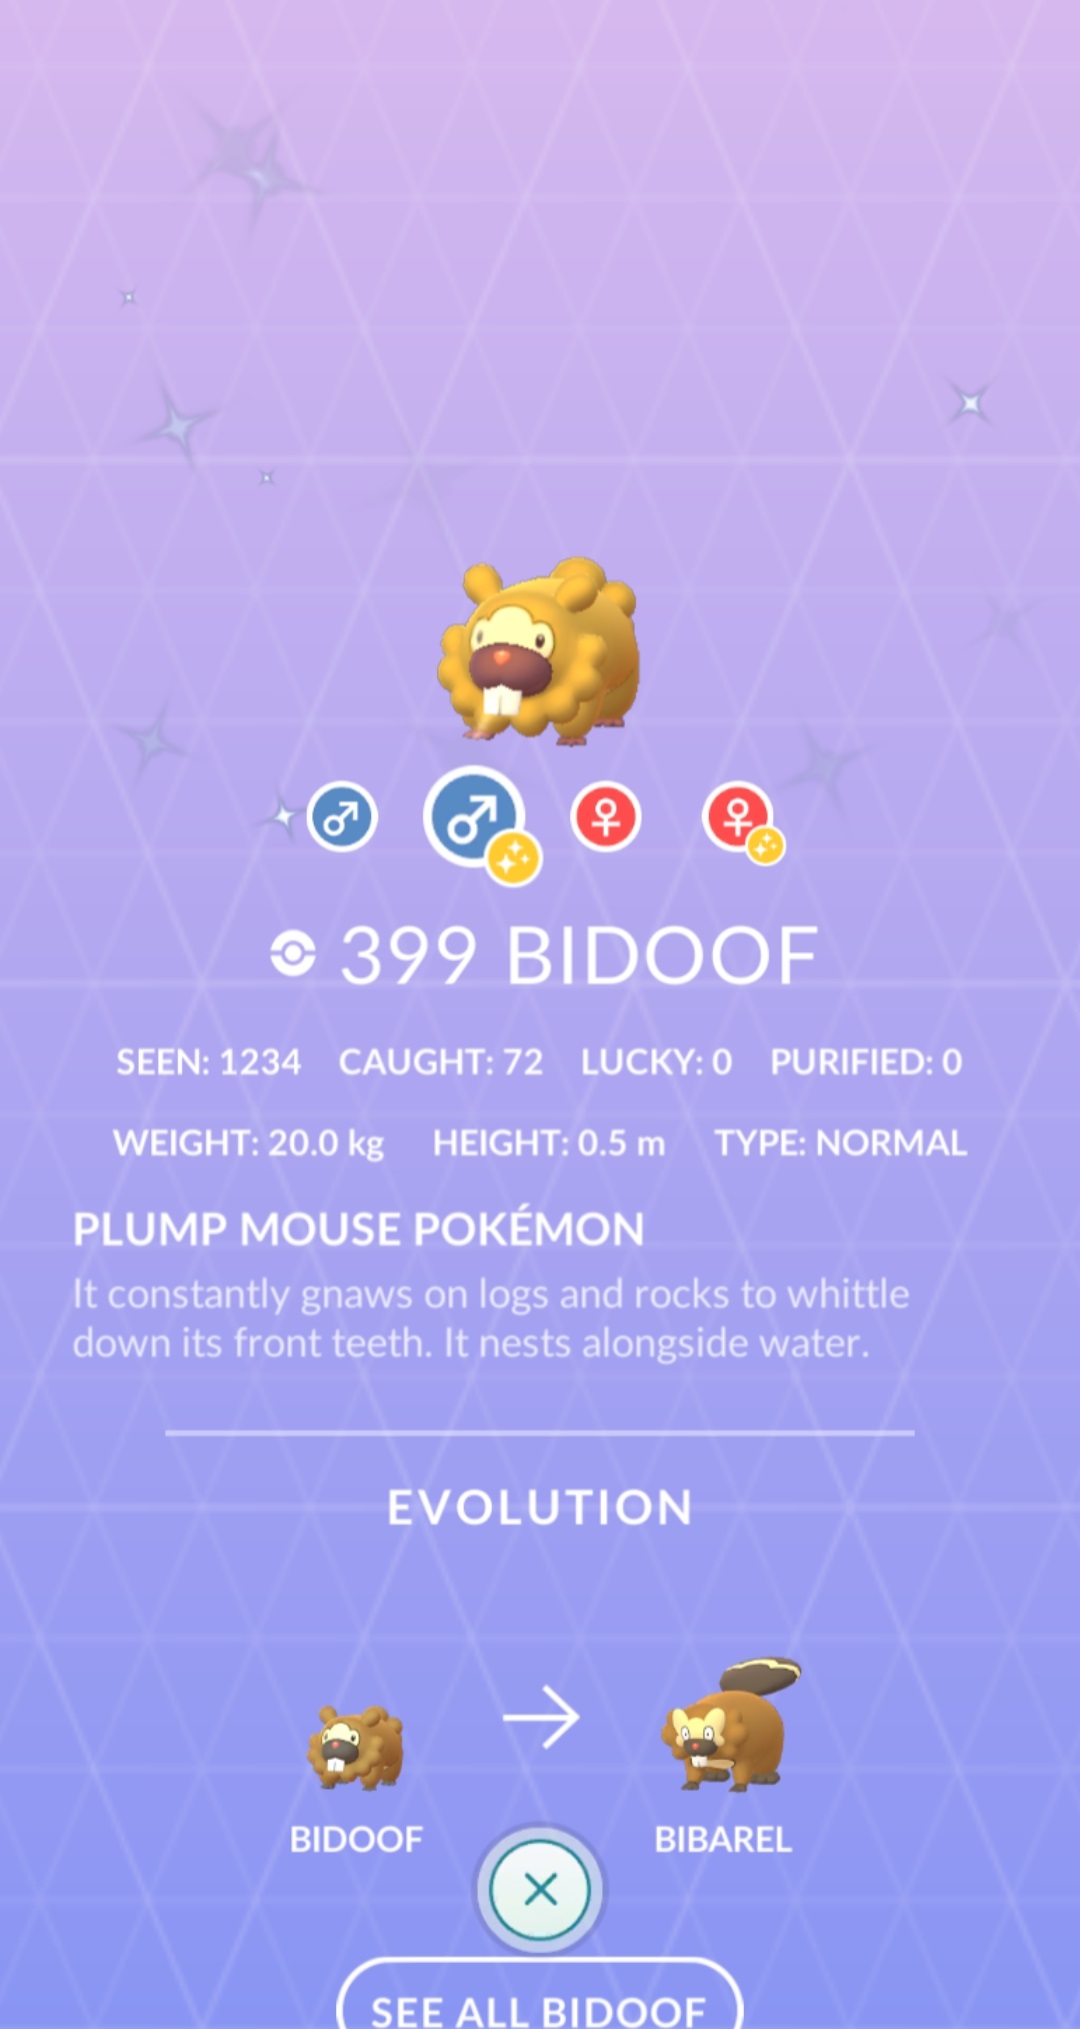 399 BIDOOF
SEEN: 1234 CAUGHT: 72 LUCKY: 0 PURIFIED: 0
WEIGHT: 20.0 kg HEIGHT: 0.5 m TYPE: NORMAL
PLUMP MOUSE POKÉMON
It constantly gnaws on logs and rocks to whittle
down its front teeth. It nests alongside water.
EVOLUTION
BIDOOF BIBAREL
SEE ALL BIDOOF